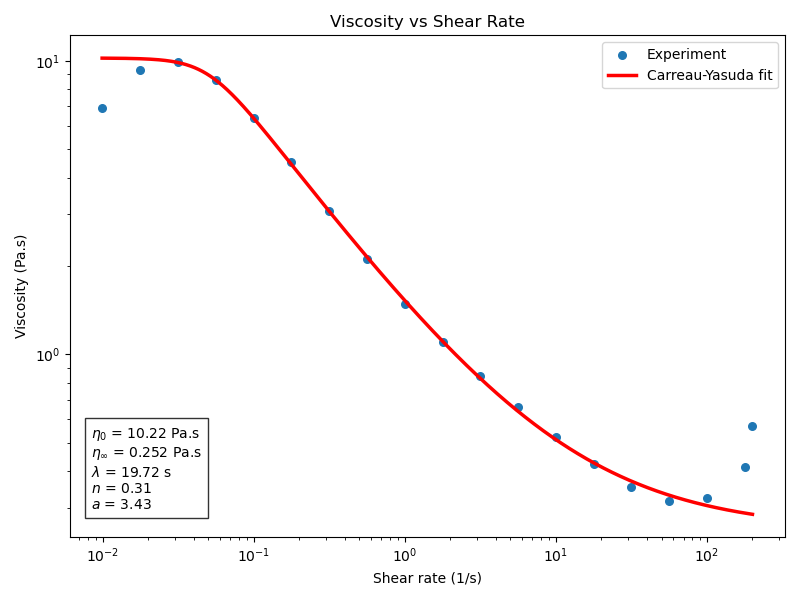 Viscosity vs Shear Rate
Experiment
Carreau-Yasuda fit
Viscosity (Pa.s)
10¹
10⁰
η₀ = 10.22 Pa.s
η∞ = 0.252 Pa.s
λ = 19.72 s
n = 0.31
a = 3.43
10⁻² 10⁻¹ 10⁰ 10¹ 10²
Shear rate (1/s)